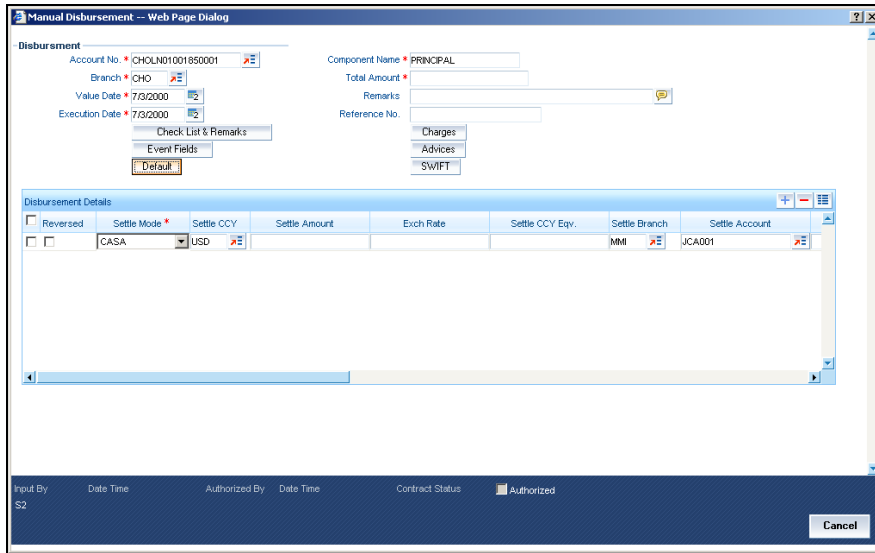 Manual Disbursement -- Web Page Dialog
Disbursment
Account No. * CHOLN01001850001
Component Name * PRINCIPAL
Branch * CHO
Total Amount *
Value Date * 7/3/2000
Remarks
Execution Date * 7/3/2000
Reference No.
Check List & Remarks
Charges
Event Fields
Advices
Default
SWIFT
Disbursement Details
Reversed Settle Mode * Settle CCY Settle Amount Exch Rate Settle CCY Eqv. Settle Branch Settle Account
CASA USD MMI JCA001
Input By Date Time Authorized By Date Time Contract Status Authorized
S2
Cancel